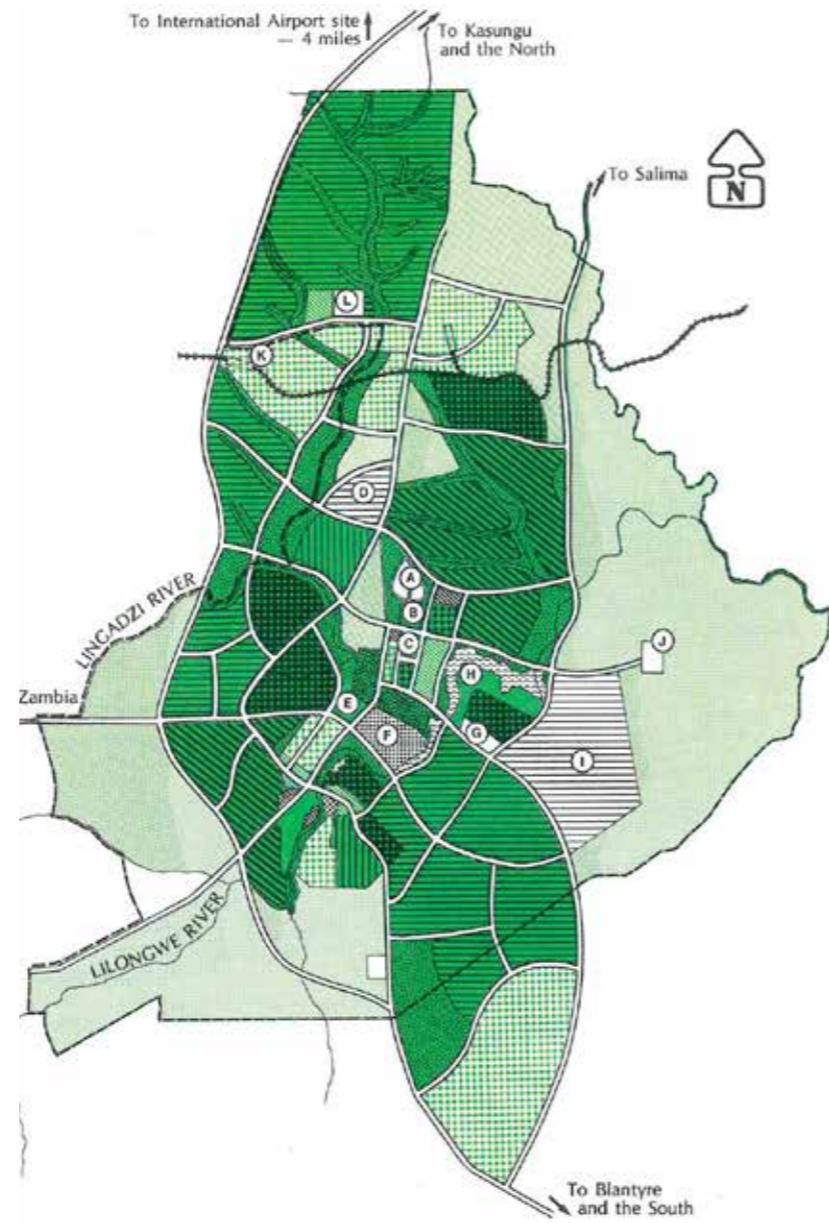 To International Airport site
— 4 miles
To Kasungu
and the North
To Salima
N
L
K
D
A
B
C
LINGADZI RIVER
J
H
Zambia
E
F
G
I
LILONGWE RIVER
To Blantyre
and the South